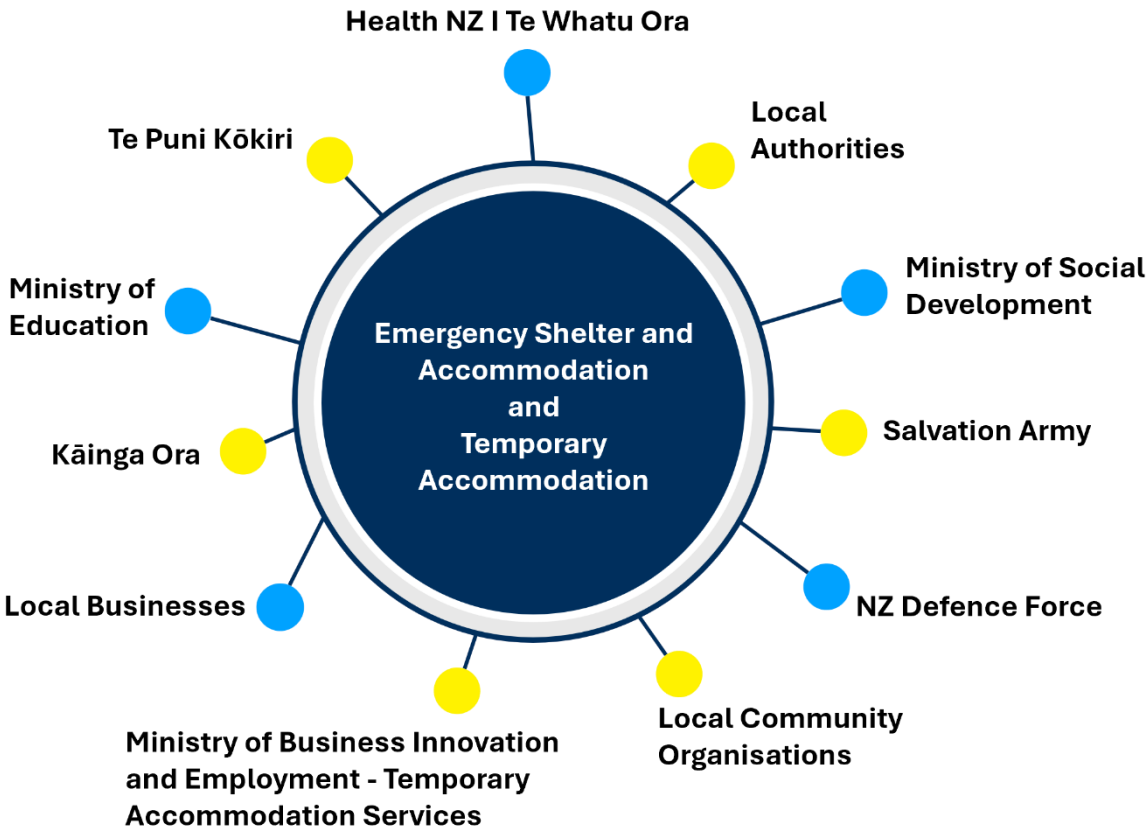 Health NZ I Te Whatu Ora
Te Puni Kōkiri
Local
Authorities
Ministry of
Education
Ministry of Social
Development
Emergency Shelter and
Accommodation
and
Temporary
Accommodation
Kāinga Ora
Salvation Army
Local Businesses
NZ Defence Force
Ministry of Business Innovation
and Employment - Temporary
Accommodation Services
Local Community
Organisations